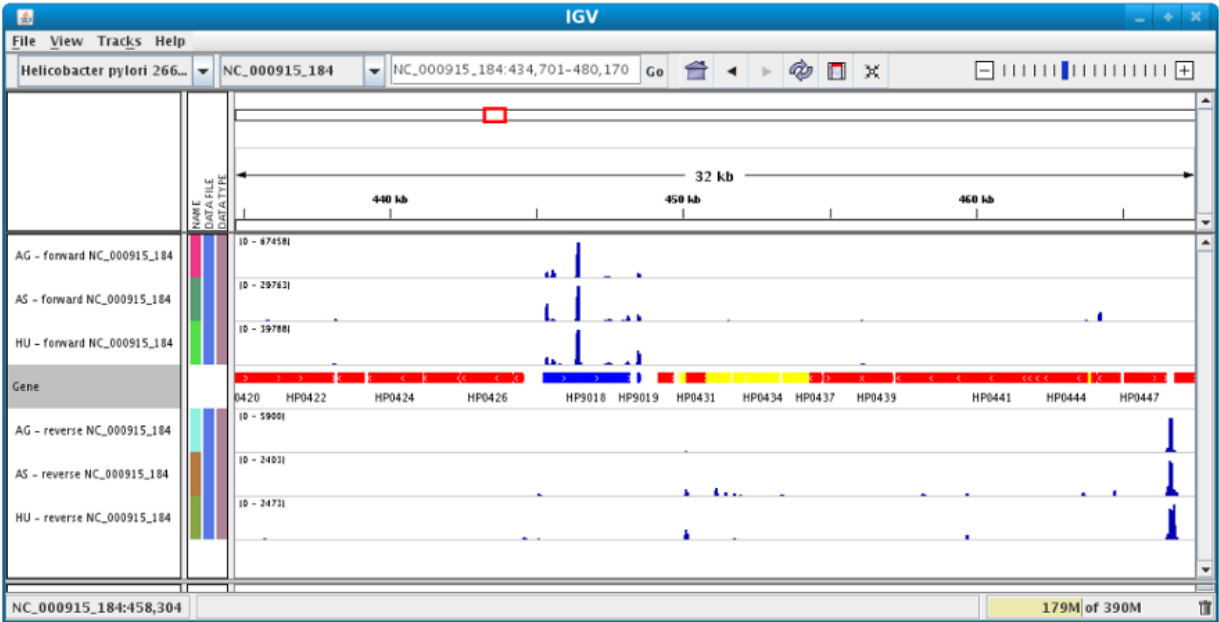 IGV
File View Tracks Help
Helicobacter pylori 266... NC_000915_184 NC_000915_184:434,701-480,170 Go
NAME
DATA FILE
DATA TYPE
32 kb
440 kb 450 kb 460 kb
AG - forward NC_000915_184 [0 - 67458]
AS - forward NC_000915_184 [0 - 29763]
HU - forward NC_000915_184 [0 - 39788]
Gene
0420 HP0422 HP0424 HP0426 HP9018 HP9019 HP0431 HP0434 HP0437 HP0439 HP0441 HP0444 HP0447
AG - reverse NC_000915_184 [0 - 5900]
AS - reverse NC_000915_184 [0 - 2403]
HU - reverse NC_000915_184 [0 - 2473]
NC_000915_184:458,304 179M of 390M